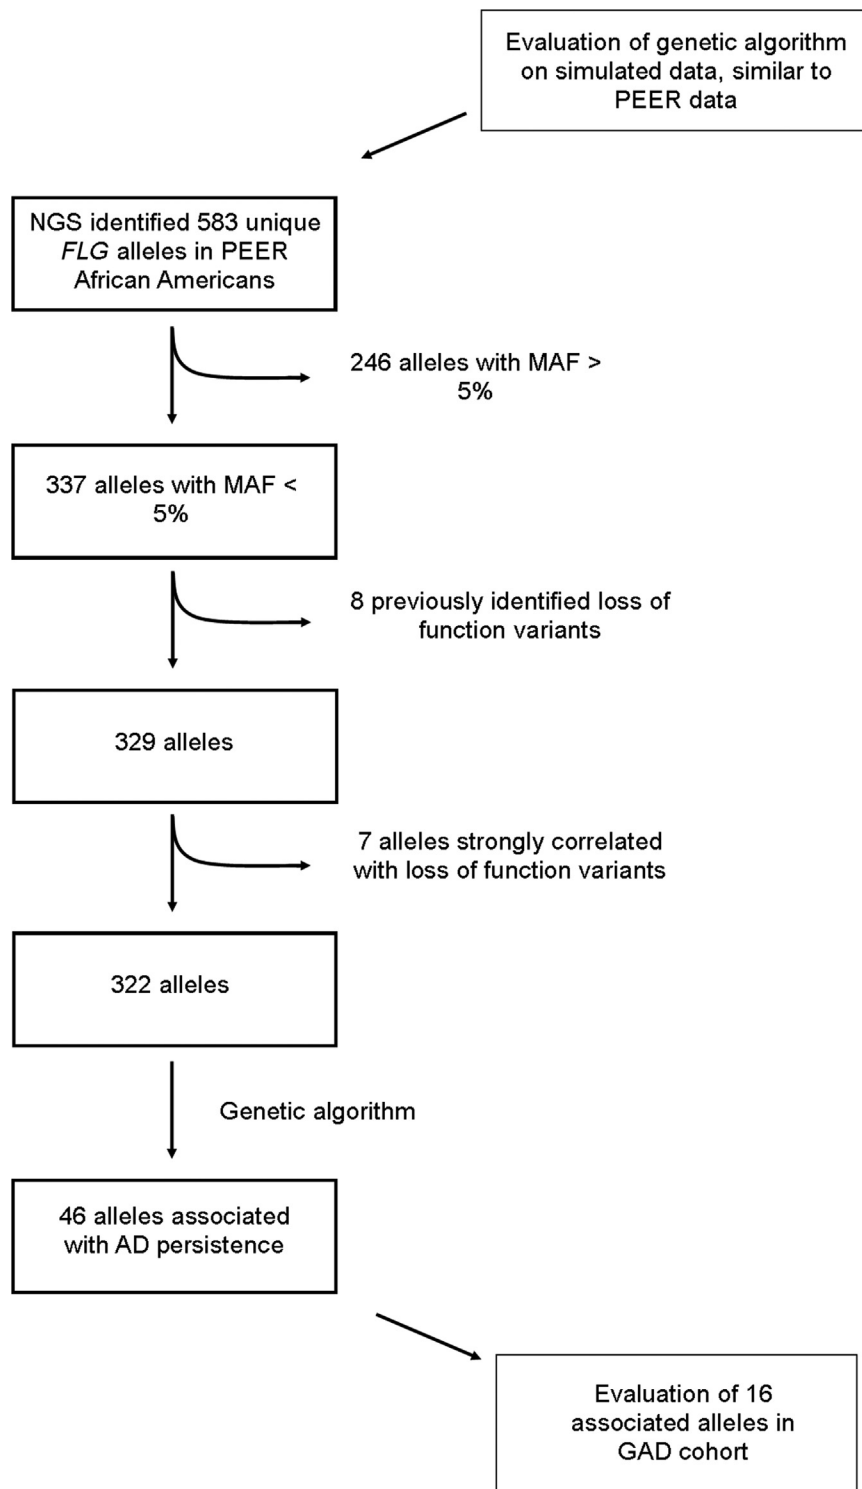 Evaluation of genetic algorithm
on simulated data, similar to
PEER data
NGS identified 583 unique
FLG alleles in PEER
African Americans
246 alleles with MAF >
5%
337 alleles with MAF <
5%
8 previously identified loss of
function variants
329 alleles
7 alleles strongly correlated
with loss of function variants
322 alleles
Genetic algorithm
46 alleles associated
with AD persistence
Evaluation of 16
associated alleles in
GAD cohort